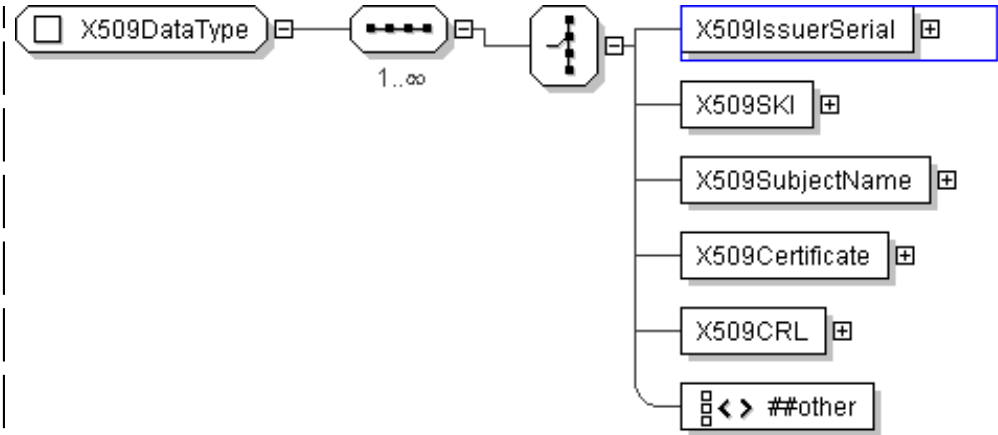 X509DataType
1..∞
X509IssuerSerial
X509SKI
X509SubjectName
X509Certificate
X509CRL
##other